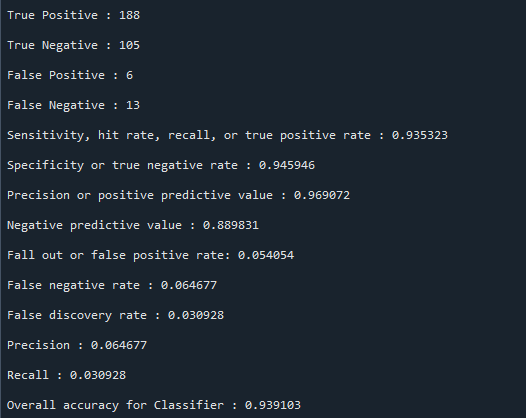 True Positive : 188
True Negative : 105
False Positive : 6
False Negative : 13
Sensitivity, hit rate, recall, or true positive rate : 0.935323
Specificity or true negative rate : 0.945946
Precision or positive predictive value : 0.969072
Negative predictive value : 0.889831
Fall out or false positive rate: 0.054054
False negative rate : 0.064677
False discovery rate : 0.030928
Precision : 0.064677
Recall : 0.030928
Overall accuracy for Classifier : 0.939103